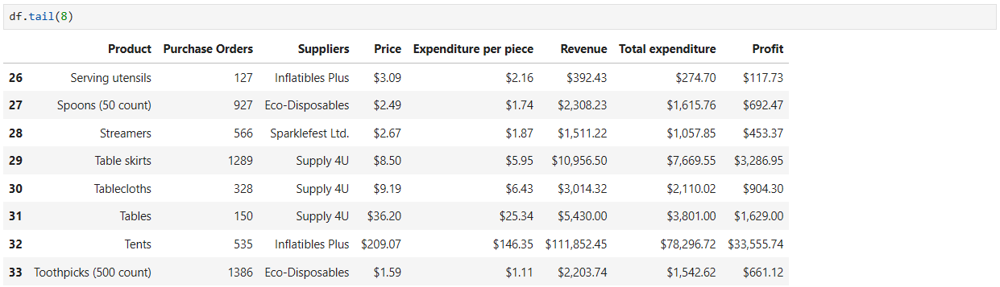 df.tail(8)
Product Purchase Orders Suppliers Price Expenditure per piece Revenue Total expenditure Profit
26 Serving utensils 127 Inflatibles Plus $3.09 $2.16 $392.43 $274.70 $117.73
27 Spoons (50 count) 927 Eco-Disposables $2.49 $1.74 $2,308.23 $1,615.76 $692.47
28 Streamers 566 Sparklefest Ltd. $2.67 $1.87 $1,511.22 $1,057.85 $453.37
29 Table skirts 1289 Supply 4U $8.50 $5.95 $10,956.50 $7,669.55 $3,286.95
30 Tablecloths 328 Supply 4U $9.19 $6.43 $3,014.32 $2,110.02 $904.30
31 Tables 150 Supply 4U $36.20 $25.34 $5,430.00 $3,801.00 $1,629.00
32 Tents 535 Inflatibles Plus $209.07 $146.35 $111,852.45 $78,296.72 $33,555.74
33 Toothpicks (500 count) 1386 Eco-Disposables $1.59 $1.11 $2,203.74 $1,542.62 $661.12